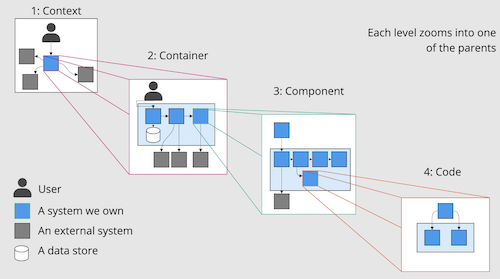 1: Context
Each level zooms into one
of the parents
2: Container
3: Component
4: Code
User
A system we own
An external system
A data store